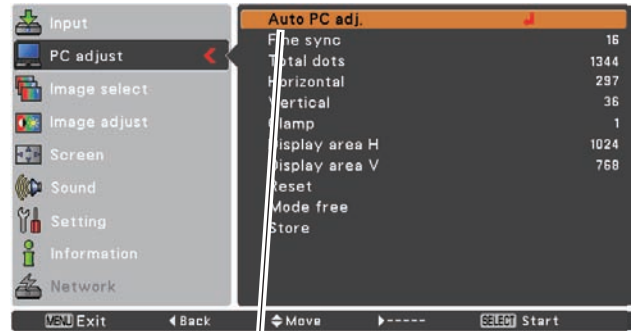 Input
PC adjust
Image select
Image adjust
Screen
Sound
Setting
Information
Network
Auto PC adj.
Fine sync 16
Total dots 1344
Horizontal 297
Vertical 36
Clamp 1
Display area H 1024
Display area V 768
Reset
Mode free
Store
MENU Exit Back Move ----- SELECT Start